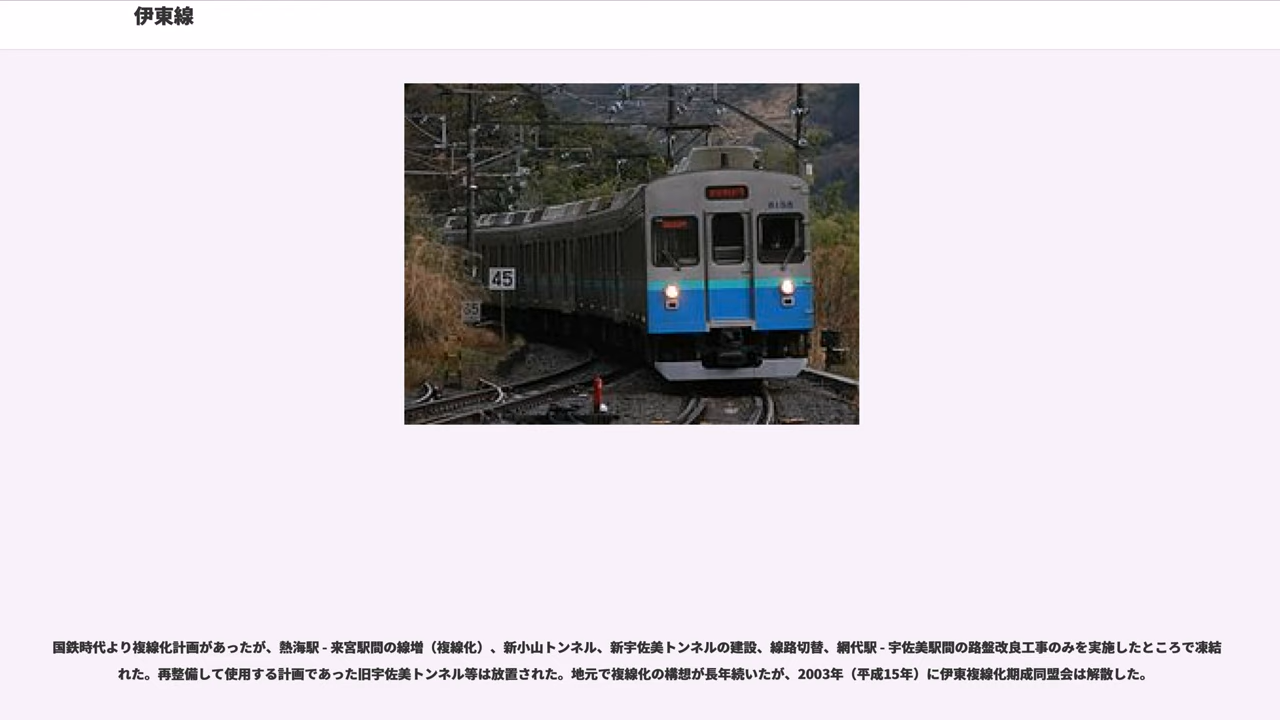 伊東線
8156
45
65
国鉄時代より複線化計画があったが、熱海駅 - 来宮駅間の線増（複線化）、新小山トンネル、新宇佐美トンネルの建設、線路切替、網代駅 - 宇佐美駅間の路盤改良工事のみを実施したところで凍結
れた。再整備して使用する計画であった旧宇佐美トンネル等は放置された。地元で複線化の構想が長年続いたが、2003年（平成15年）に伊東複線化期成同盟会は解散した。